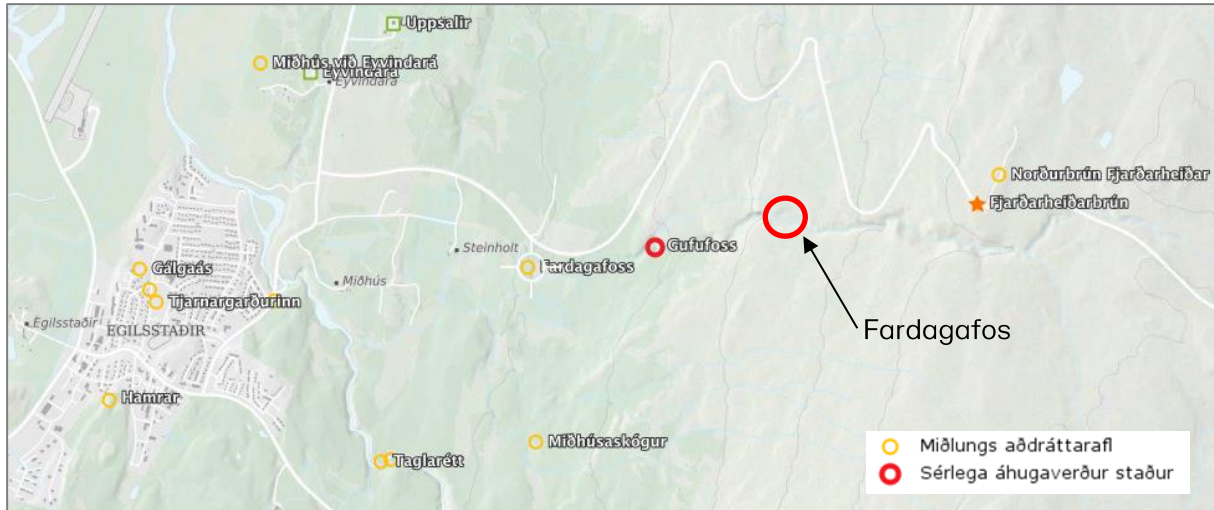 Uppsalir
Miðhús við Eyvindará
Eyvindará
Eyvindará
Norðurbrún Fjarðarheiðar
Fjarðarheiðarbrún
Gufufoss
Steinholt
Fardagafoss
Gálgaás
Miðhús
Tjarnargarðurinn
Egilsstaðir
EGILSSTAÐIR
Fardagafos
Hamrar
Miðhúsaskógur
Taglarétt
Miðlungs aðdráttarafl
Sérlega áhugaverður staður